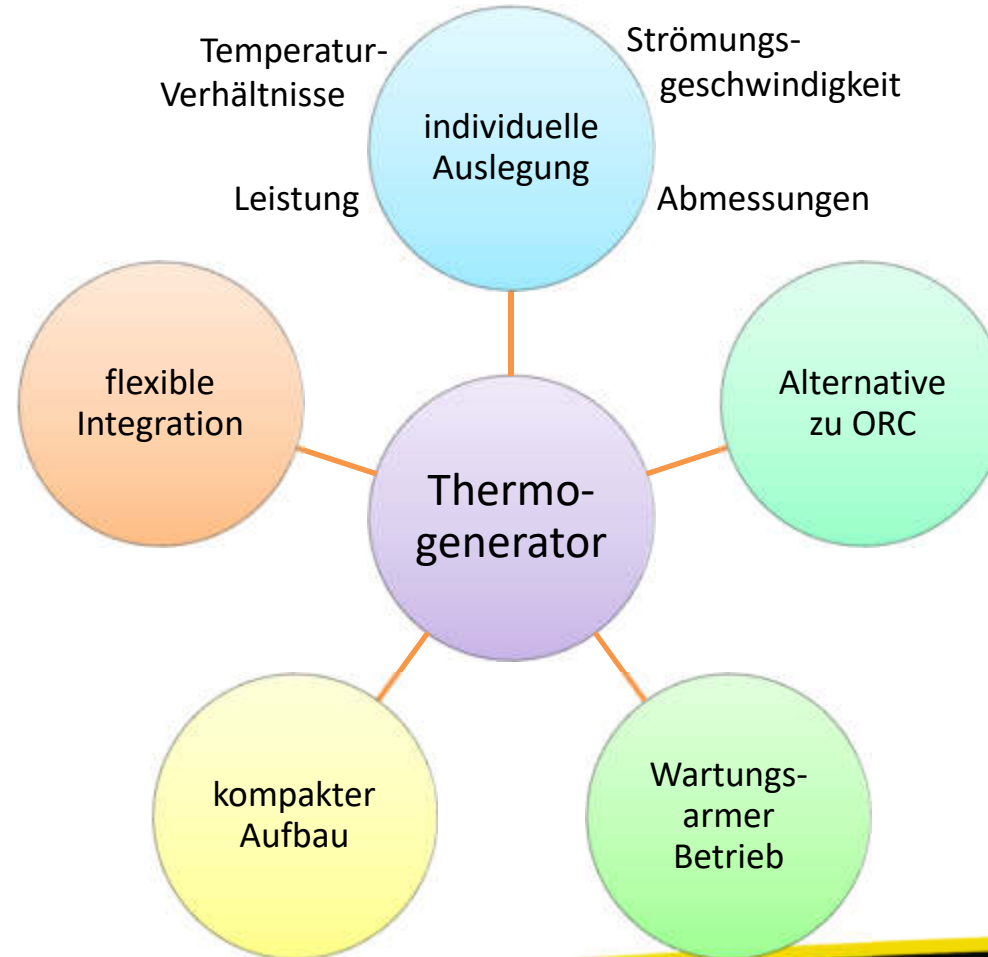 Temperatur-
Verhältnisse
Strömungs-
geschwindigkeit
individuelle
Auslegung
Leistung
Abmessungen
flexible
Integration
Alternative
zu ORC
Thermo-
generator
kompakter
Aufbau
Wartungs-
armer
Betrieb